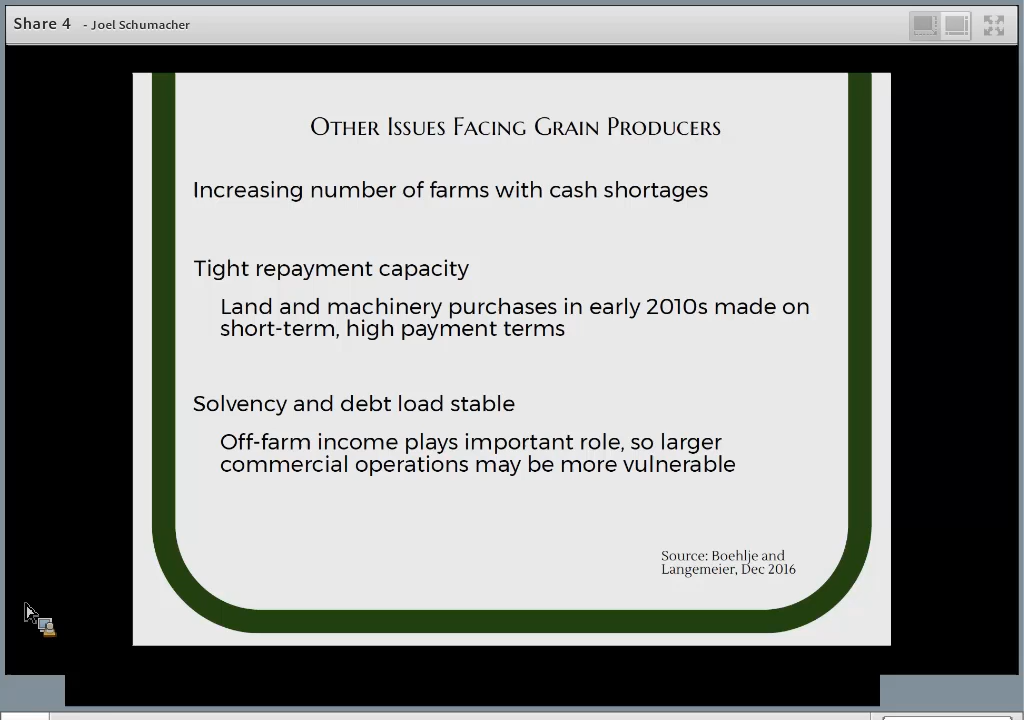 Share 4 - Joel Schumacher
Other Issues Facing Grain Producers
Increasing number of farms with cash shortages
Tight repayment capacity
Land and machinery purchases in early 2010s made on
short-term, high payment terms
Solvency and debt load stable
Off-farm income plays important role, so larger
commercial operations may be more vulnerable
Source: Boehlje and
Langemeier, Dec 2016